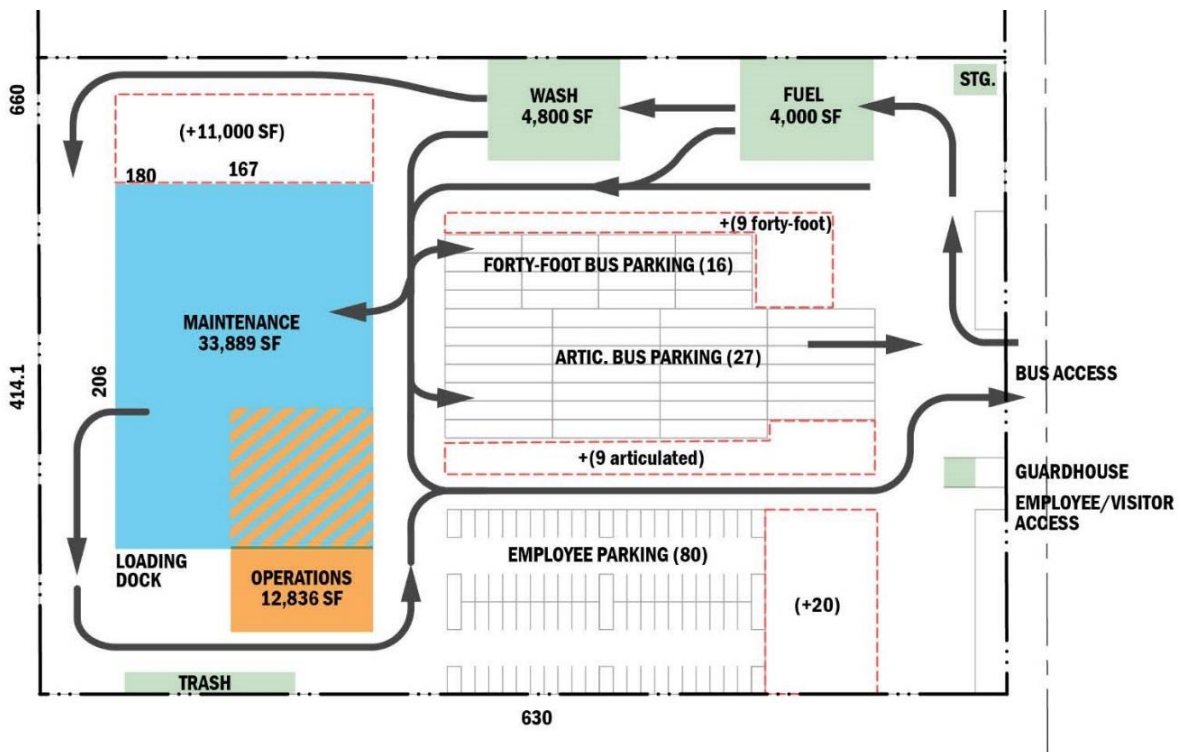 660
WASH
4,800 SF
FUEL
4,000 SF
STG.
(+11,000 SF)
180
167
+(9 forty-foot)
FORTY-FOOT BUS PARKING (16)
MAINTENANCE
33,889 SF
ARTIC. BUS PARKING (27)
BUS ACCESS
206
414.1
+(9 articulated)
GUARDHOUSE
EMPLOYEE/VISITOR
ACCESS
LOADING
DOCK
OPERATIONS
12,836 SF
EMPLOYEE PARKING (80)
(+20)
TRASH
630